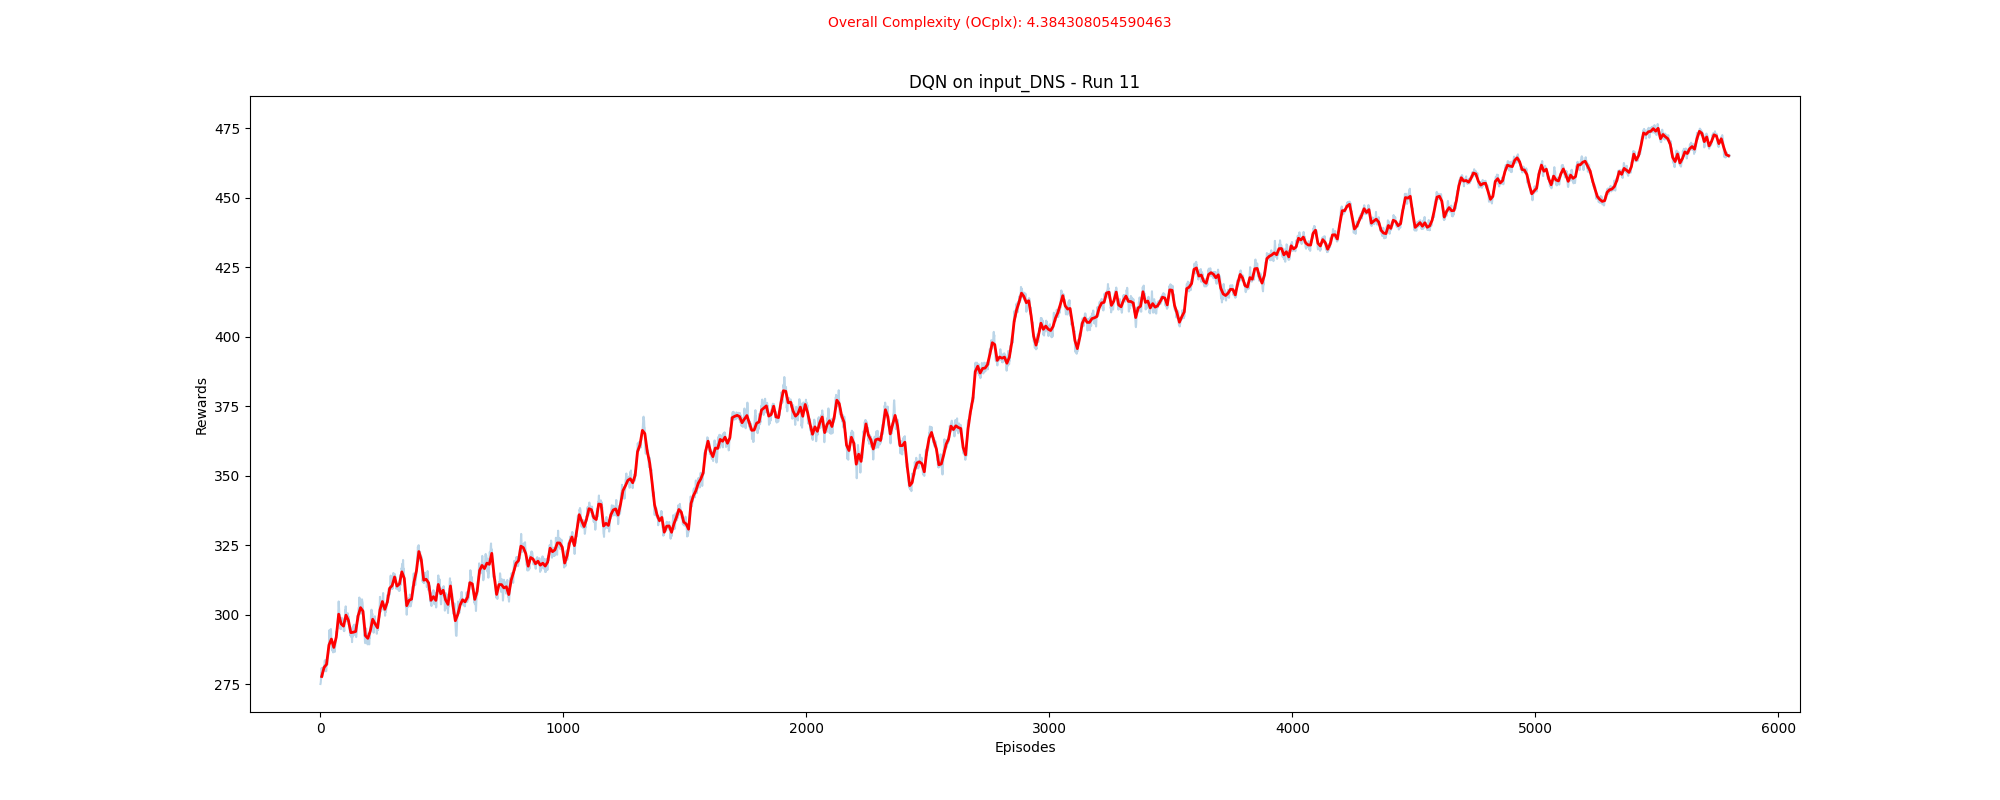 Overall Complexity (OCplx): 4.384308054590463
DQN on input_DNS - Run 11
475
450
425
400
375
350
325
300
275
Rewards
0 1000 2000 3000 4000 5000 6000
Episodes